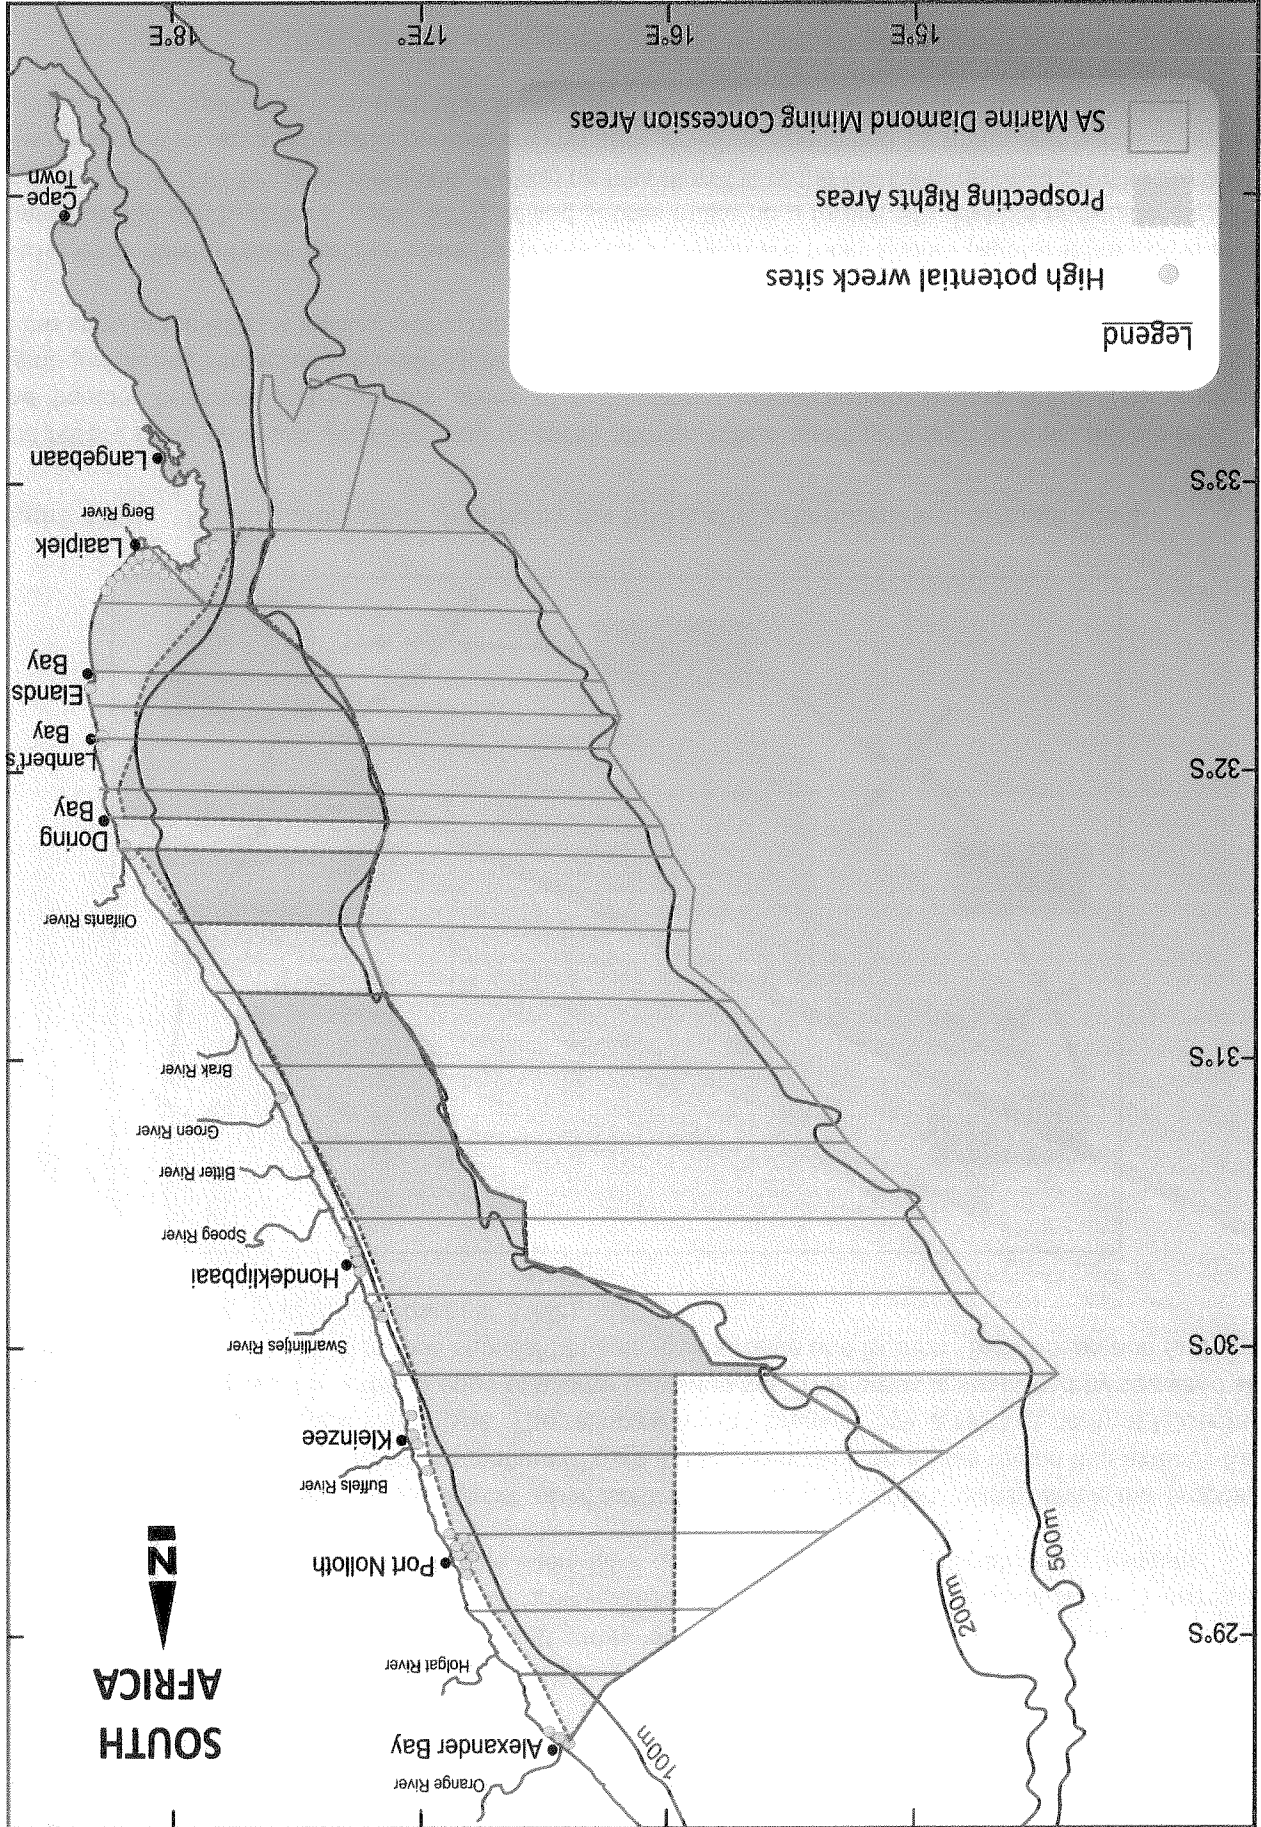 Orange River
Alexander Bay
SOUTH
AFRICA
N
100m
200m
500m
29°S
Holgat River
Port Nolloth
Buffels River
Kleinzee
30°S
Swartlintjes River
Hondeklipbaai
Spoeg River
Bitter River
Groen River
Brak River
31°S
Olifants River
Doring
Bay
32°S
Lambert's
Bay
Elands
Bay
Laaiplek
Berg River
33°S
Langebaan
Cape
Town
Legend
High potential wreck sites
Prospecting Rights Areas
SA Marine Diamond Mining Concession Areas
15°E
16°E
17E°
18°E